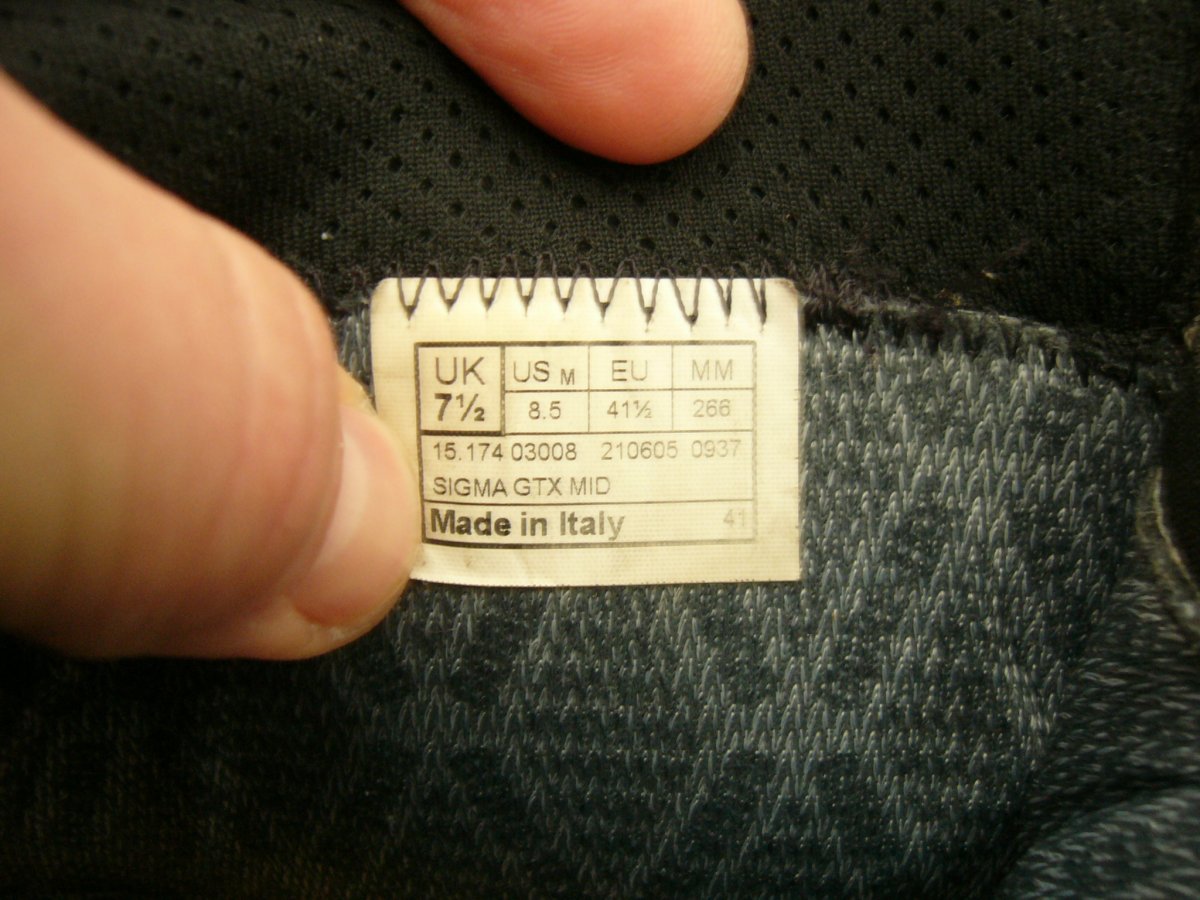 UK US M EU MM
7½ 8.5 41½ 266
15.174 03008 210605 0937
SIGMA GTX MID
Made in Italy 41